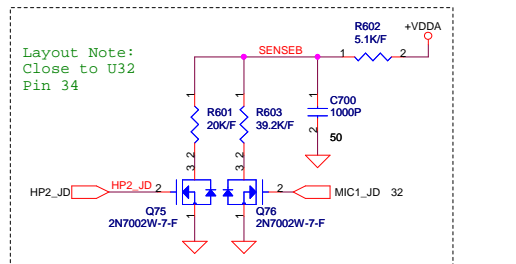 R602
5.1K/F
+VDDA
Layout Note:
Close to U32
Pin 34
SENSEB
1
2
1
1
1
R601
20K/F
R603
39.2K/F
C700
1000P
2
50
2
2
3
3
HP2_JD
HP2_JD
2
2
MIC1_JD
32
1
1
Q75
2N7002W-7-F
Q76
2N7002W-7-F